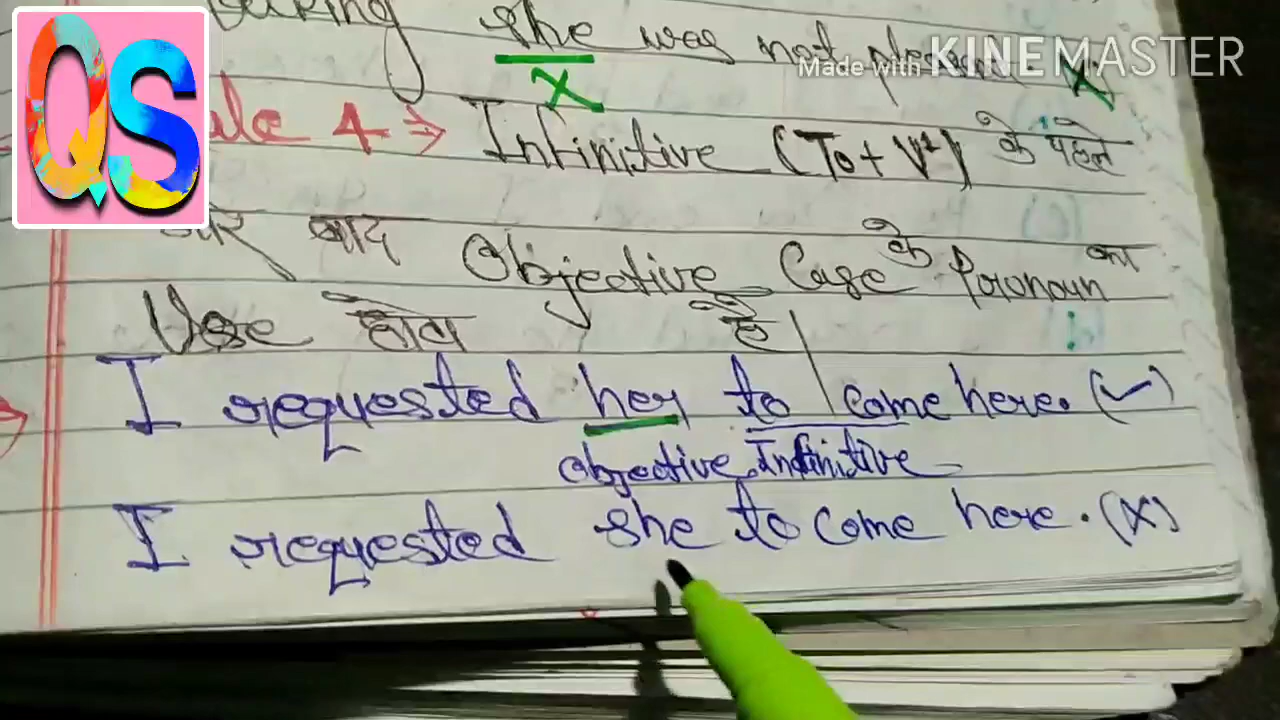 she was not
Made with KINEMASTER
X X
QS
Rule 4 → Infinitive (To + V¹) के पहले
और बाद Objective Case के Pronoun का
Use होता है
I requested her to come here. (✓)
Objective Infinitive
I requested she to come here. (X)